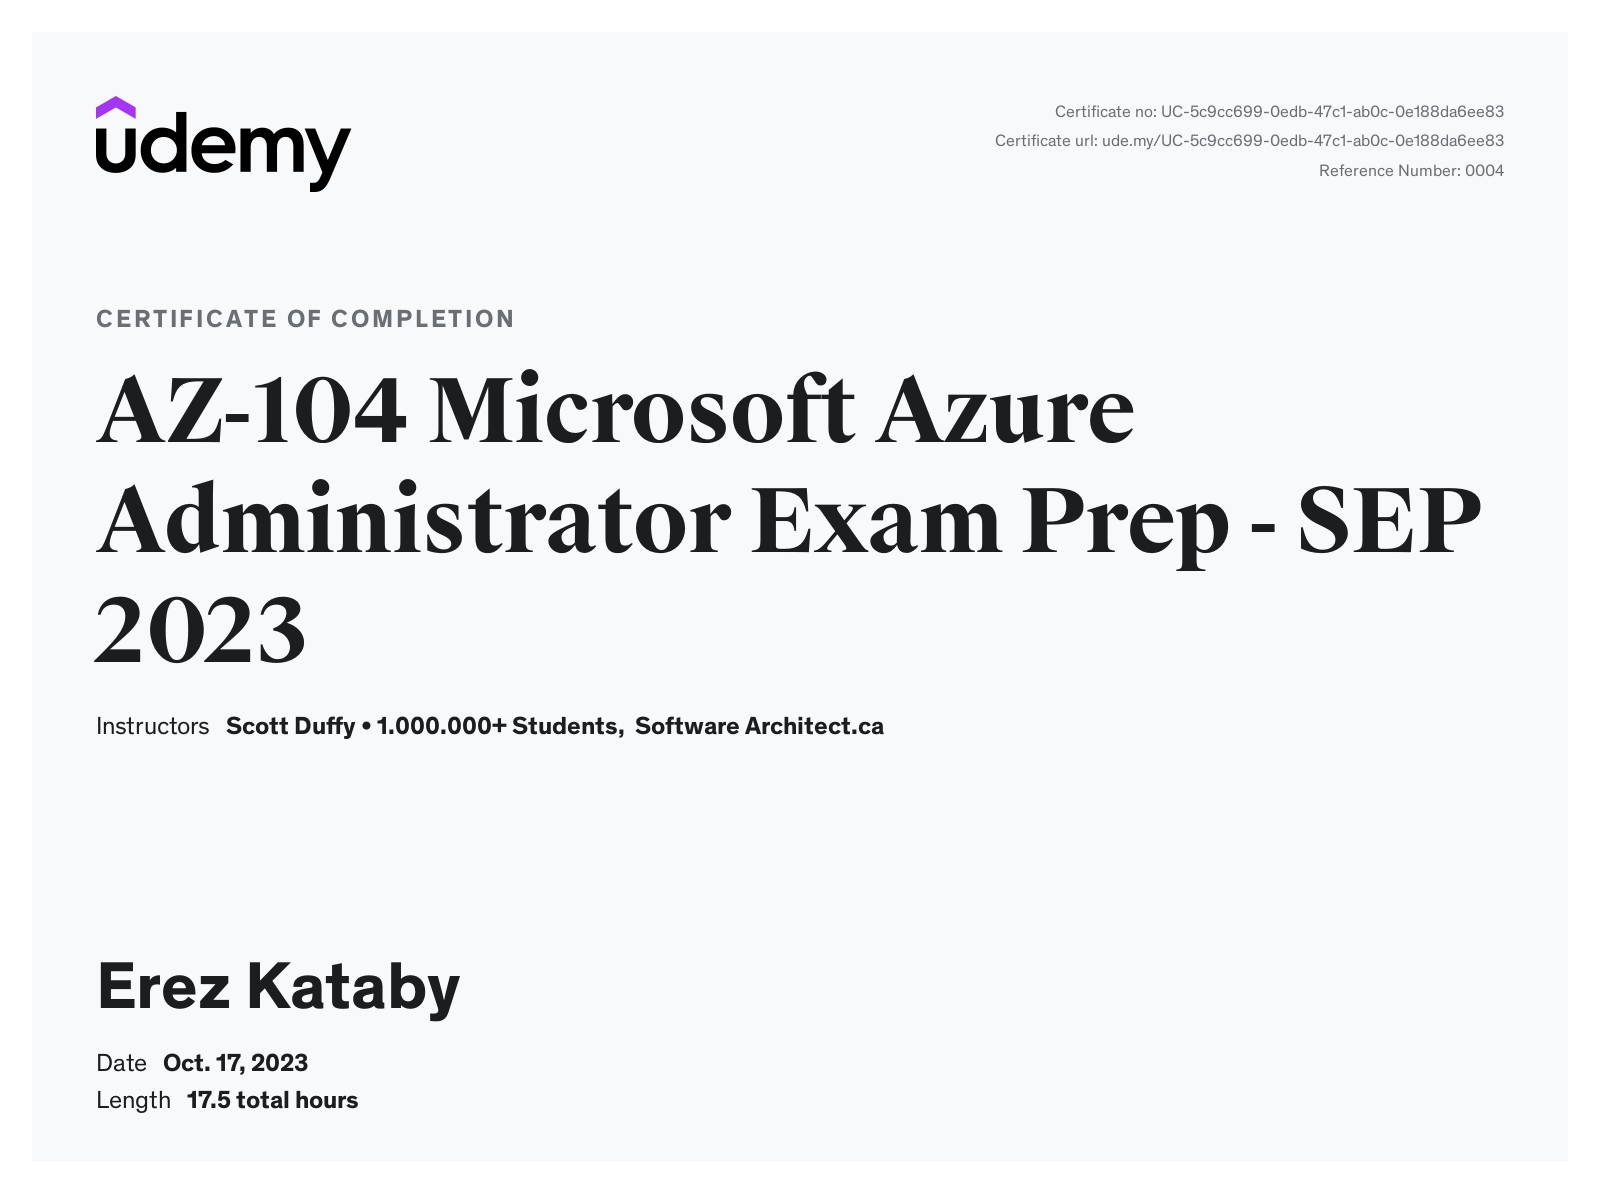 udemy
Certificate no: UC-5c9cc699-0edb-47c1-ab0c-0e188da6ee83
Certificate url: ude.my/UC-5c9cc699-0edb-47c1-ab0c-0e188da6ee83
Reference Number: 0004
CERTIFICATE OF COMPLETION
AZ-104 Microsoft Azure
Administrator Exam Prep - SEP
2023
Instructors Scott Duffy • 1.000.000+ Students, Software Architect.ca
Erez Kataby
Date Oct. 17, 2023
Length 17.5 total hours